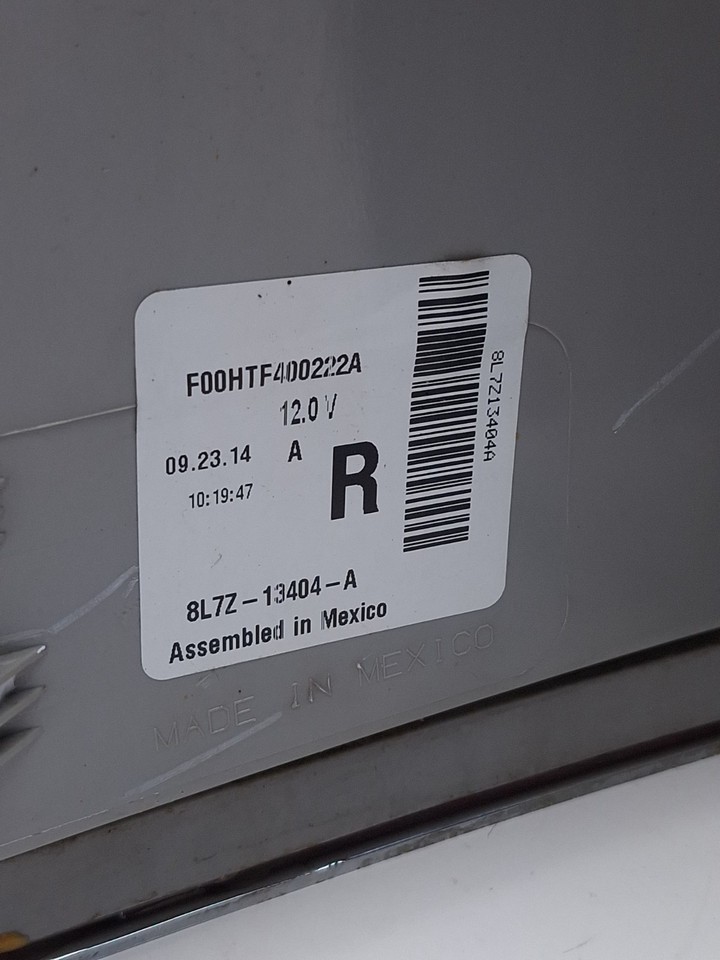 F00HTF400222A
12.0 V
09.23.14 A
10:19:47
R
8L7Z13404A
8L7Z-13404-A
Assembled in Mexico
MADE IN MEXICO